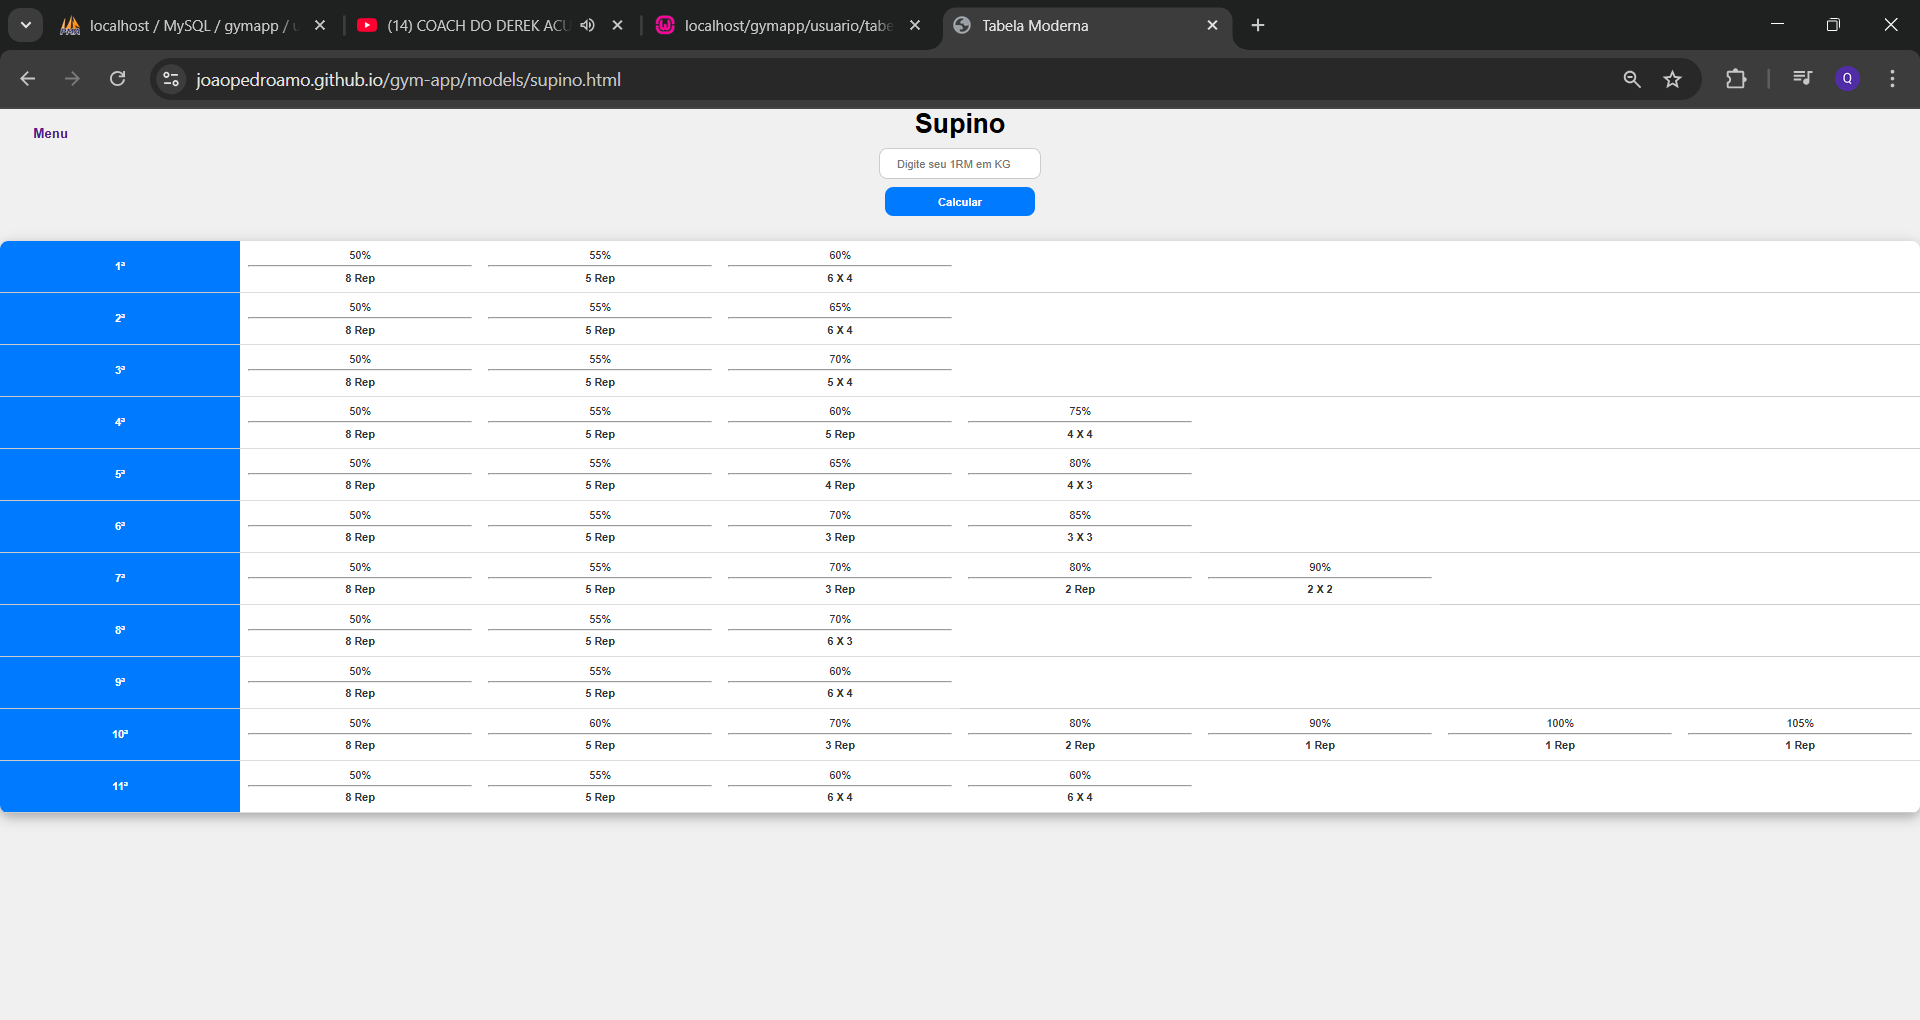 localhost / MySQL / gymapp /
(14) COACH DO DEREK ACU
localhost/gymapp/usuario/tabe
Tabela Moderna
joaopedroamo.github.io/gym-app/models/supino.html
Q
Menu
Supino
Digite seu 1RM em KG
Calcular
50% 55% 60%
1ª
8 Rep 5 Rep 6 X 4
50% 55% 65%
2ª
8 Rep 5 Rep 6 X 4
50% 55% 70%
3ª
8 Rep 5 Rep 5 X 4
50% 55% 60% 75%
4ª
8 Rep 5 Rep 5 Rep 4 X 4
50% 55% 65% 80%
5ª
8 Rep 5 Rep 4 Rep 4 X 3
50% 55% 70% 85%
6ª
8 Rep 5 Rep 3 Rep 3 X 3
50% 55% 70% 80% 90%
7ª
8 Rep 5 Rep 3 Rep 2 Rep 2 X 2
50% 55% 70%
8ª
8 Rep 5 Rep 6 X 3
50% 55% 60%
9ª
8 Rep 5 Rep 6 X 4
50% 60% 70% 80% 90% 100% 105%
10ª
8 Rep 5 Rep 3 Rep 2 Rep 1 Rep 1 Rep 1 Rep
50% 55% 60% 60%
11ª
8 Rep 5 Rep 6 X 4 6 X 4